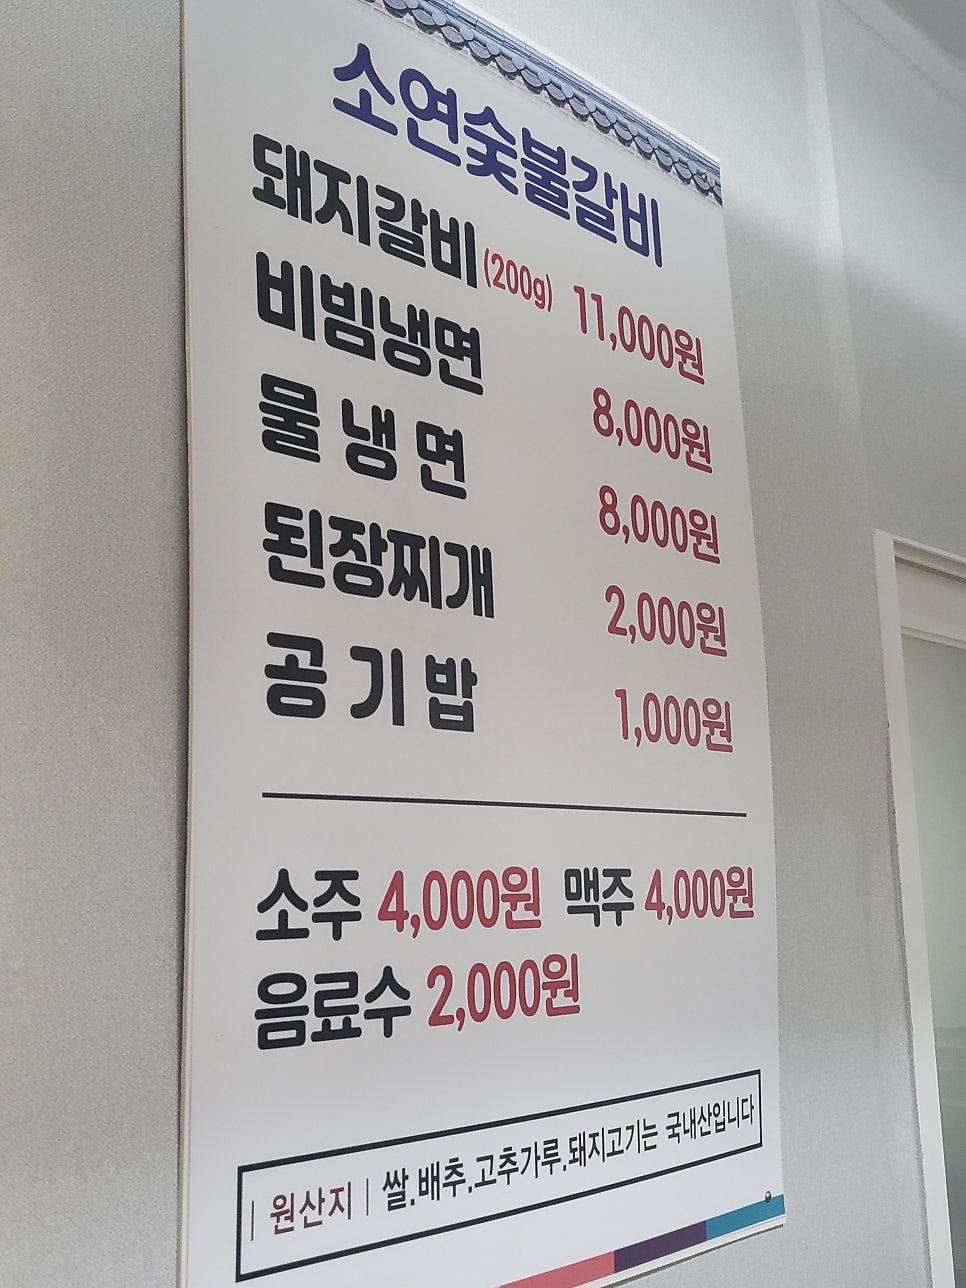 소연숯불갈비
돼지갈비(200g) 11,000원
비빔냉면 8,000원
물냉면 8,000원
된장찌개 2,000원
공기밥 1,000원
소주 4,000원 맥주 4,000원
음료수 2,000원
| 원산지 | 쌀.배추.고추가루.돼지고기는 국내산입니다